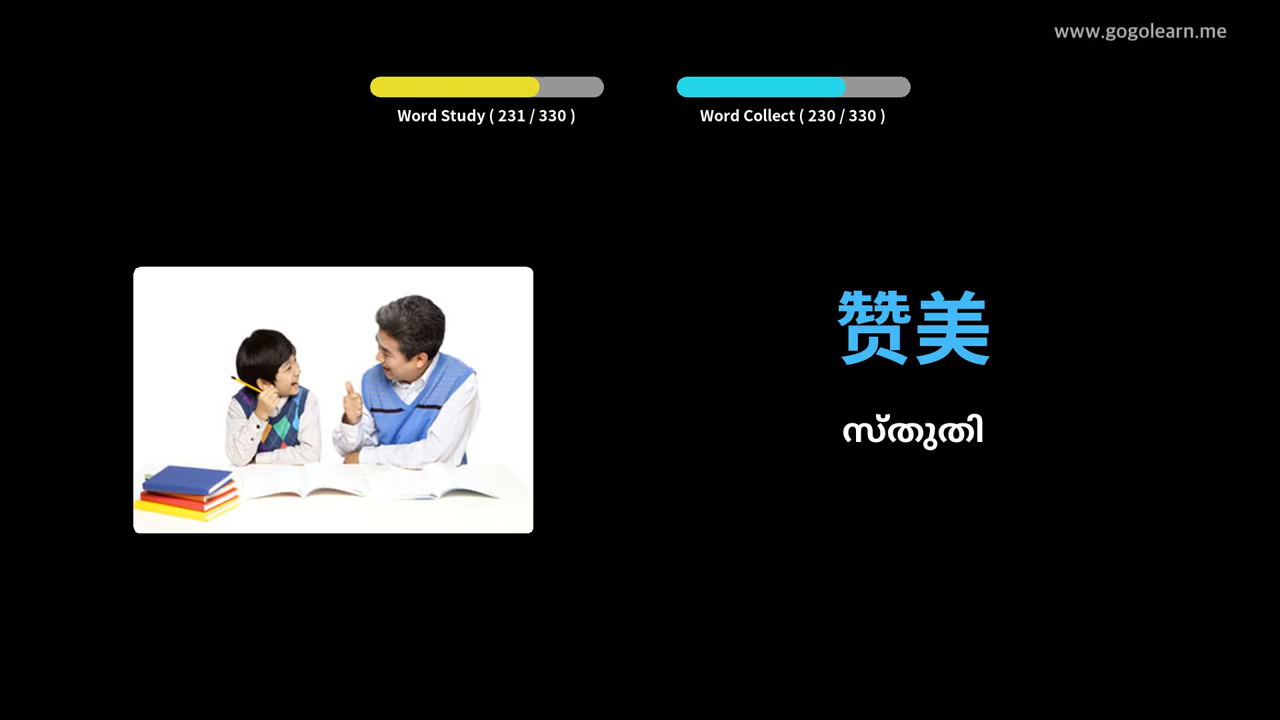 www.gogolearn.me
Word Study ( 231 / 330 )
Word Collect ( 230 / 330 )
赞美
സ്തുതി